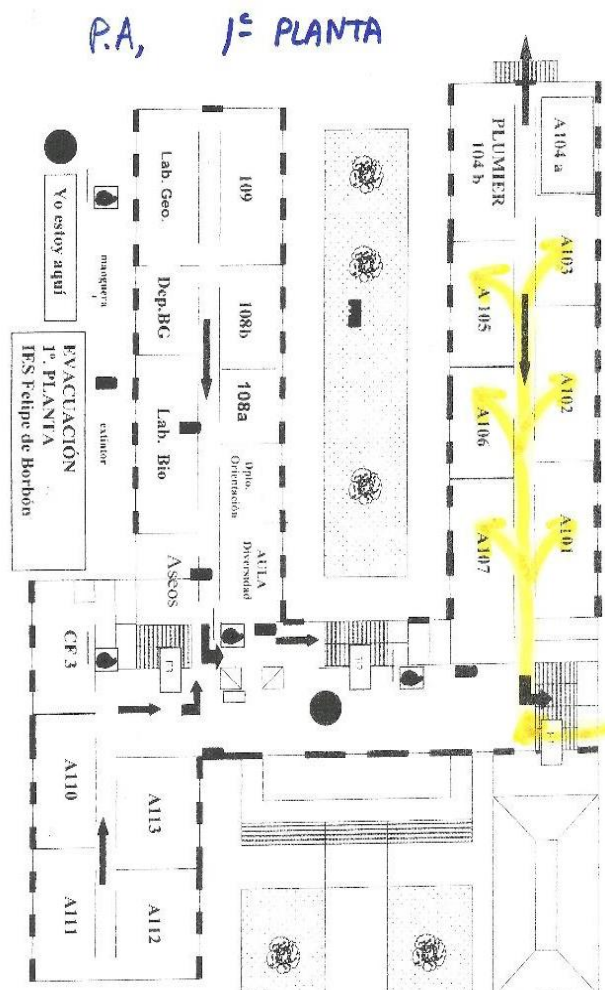 P.A, 1ª PLANTA
A104 a
PLUMIER
104 b
A103
A 105
A102
A106
A101
A107
109
Lab. Geo.
108b
Dep.BG
108a
Lab. Bio
Dpto.
Orientación
AULA
Diversidad
Aseos
CF 3
A110
A113
A111
A112
Yo estoy aquí
manguera
extintor
EVACUACIÓN
1º. PLANTA
IES Felipe de Borbón